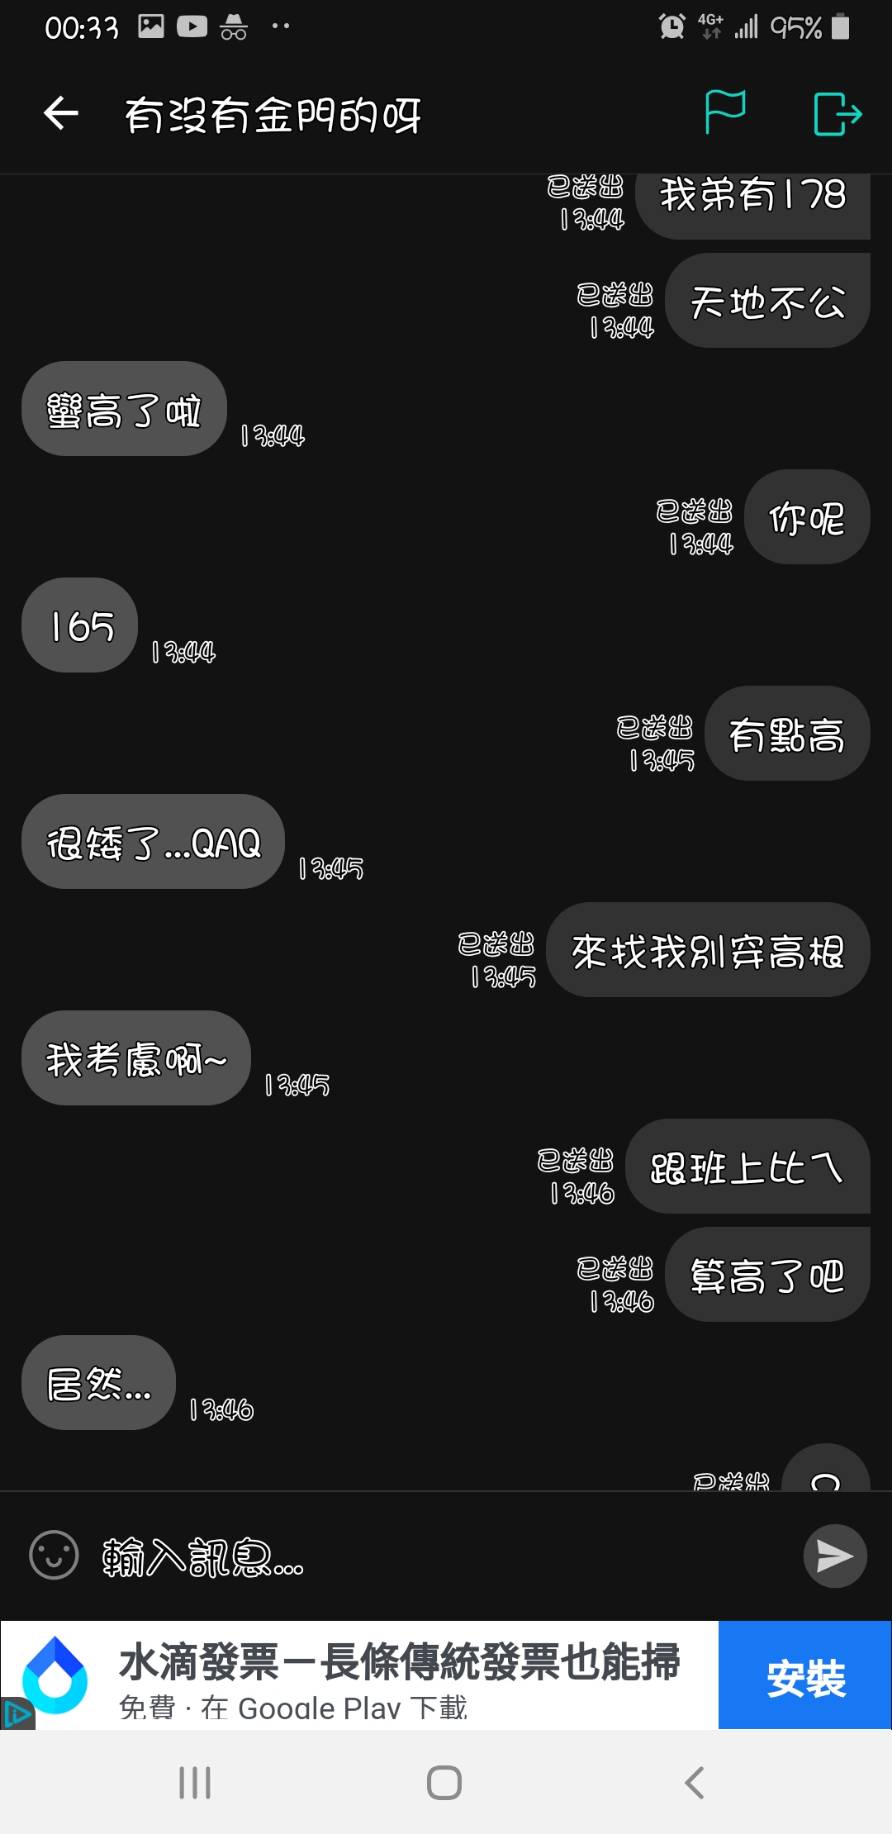 00:33 4G+ 95%
有沒有金門的呀
我弟有178
已送出
13:44
天地不公
已送出
13:44
蠻高了啦
13:44
你呢
已送出
13:44
165
13:44
有點高
已送出
13:45
很矮了...QAQ
13:45
來找我別穿高根
已送出
13:45
我考慮啊~
13:45
跟班上比ㄟ
已送出
13:46
算高了吧
已送出
13:46
居然...
13:46
已送出
輸入訊息...
水滴發票－長條傳統發票也能掃
免費 · 在 Google Play 下載
安裝